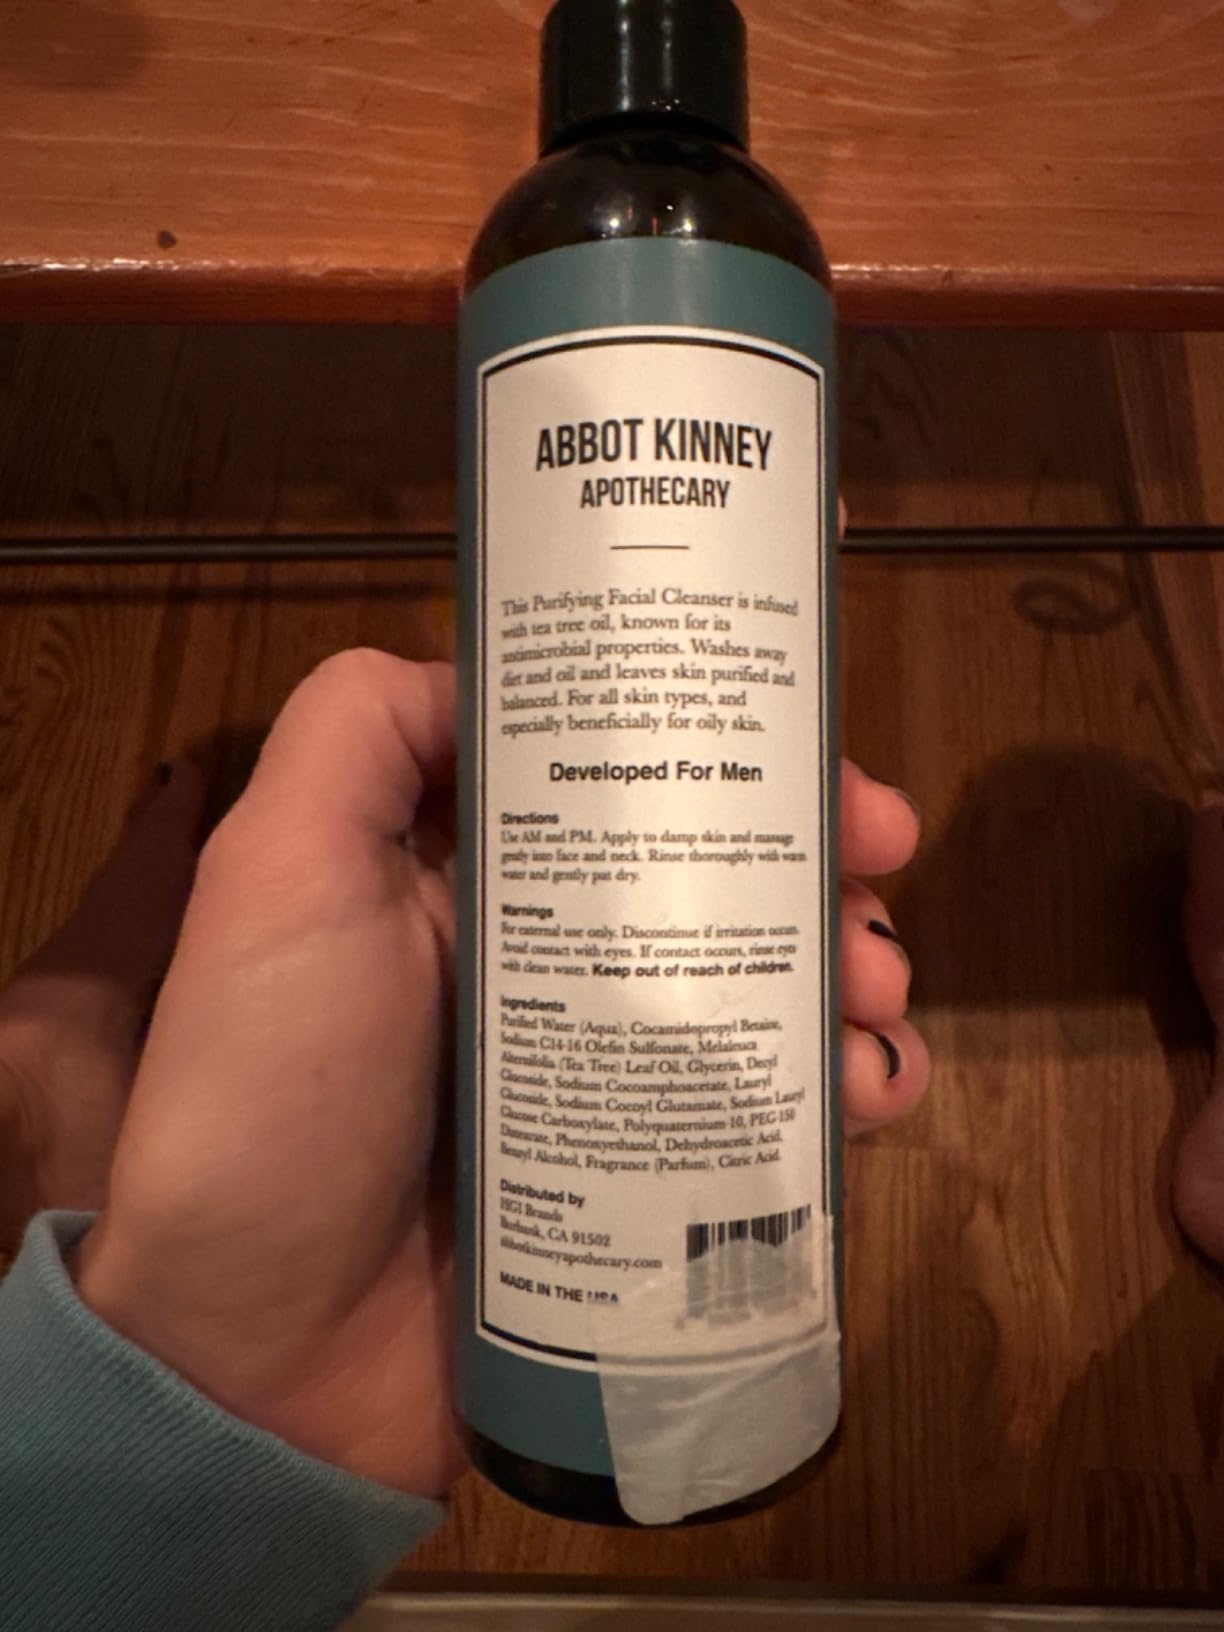 ABBOT KINNEY
APOTHECARY
This Purifying Facial Cleanser is infused
with tea tree oil, known for its
antimicrobial properties. Washes away
dirt and oil and leaves skin purified and
balanced. For all skin types, and
especially beneficially for oily skin.
Developed For Men
Directions
Use AM and PM. Apply to damp skin and massage
gently into face and neck. Rinse thoroughly with warm
water and gently pat dry.
Warnings
For external use only. Discontinue if irritation occurs.
Avoid contact with eyes. If contact occurs, rinse eyes
with clean water. Keep out of reach of children.
Ingredients
Purified Water (Aqua), Cocamidopropyl Betaine,
Sodium C14-16 Olefin Sulfonate, Melaleuca
Alternifolia (Tea Tree) Leaf Oil, Glycerin, Decyl
Glucoside, Sodium Cocoamphoacetate, Lauryl
Glucoside, Sodium Cocoyl Glutamate, Sodium Lauryl
Glucose Carboxylate, Polyquaternium-10, PEG-150
Distearate, Phenoxyethanol, Dehydroacetic Acid,
Benzyl Alcohol, Fragrance (Parfum), Citric Acid.
Distributed by
HGI Brands
Burbank, CA 91502
abbotkinneyapothecary.com
MADE IN THE USA